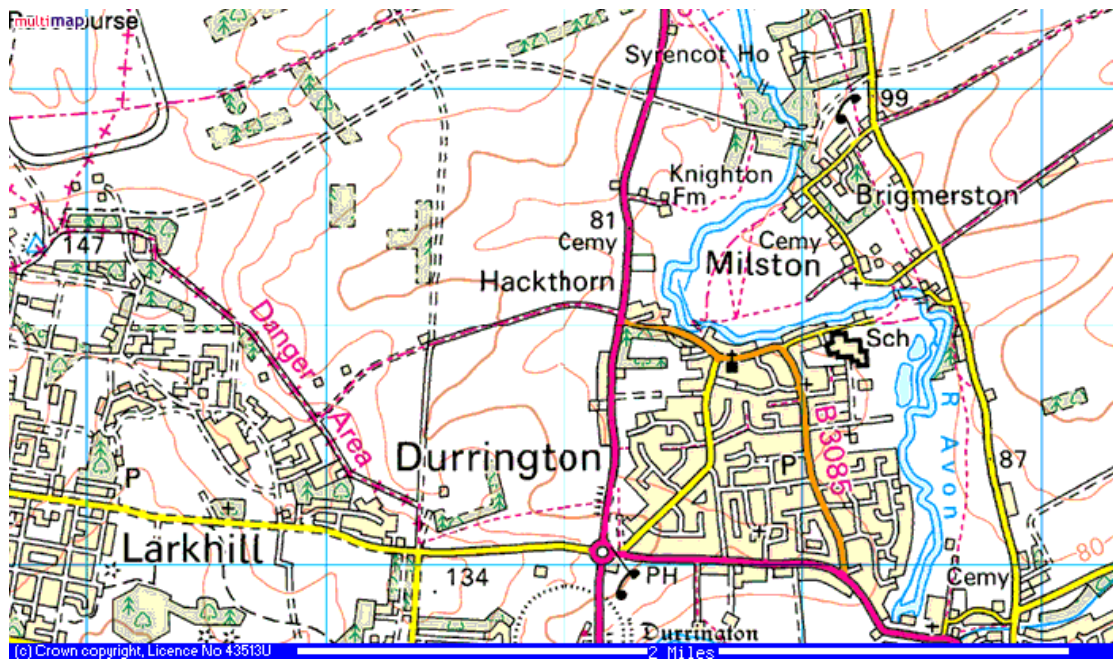 multimap
Syrencot Ho
99
Knighton
Fm
Brigmerston
81
Cemy
Cemy
Milston
147
Hackthorn
Danger
Area
Sch
B 3085
R Avon
Durrington
P
P
87
Larkhill
134
PH
80
Cemy
Durrington
(c) Crown copyright, Licence No 43513U
2 Miles